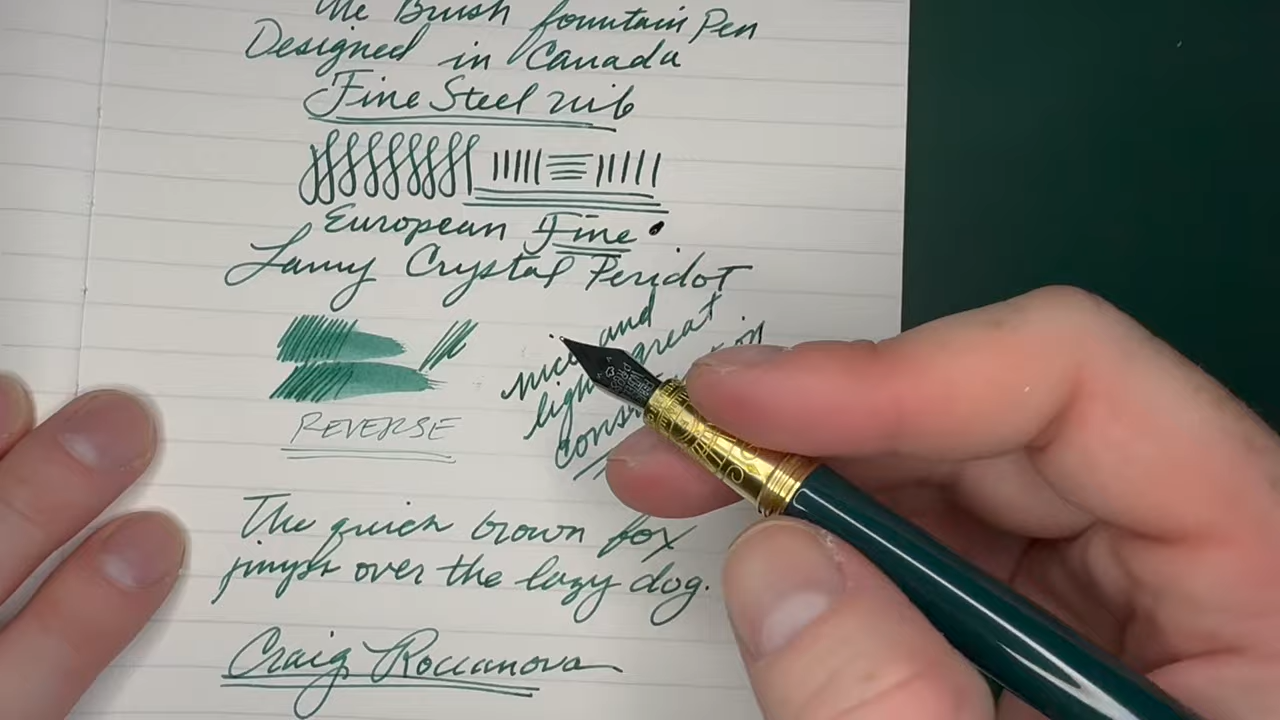 The Brush fountain Pen
Designed in Canada
Fine Steel nib
European Fine
Lamy Crystal Peridot
nice and
great
REVERSE
The quick brown fox
jumps over the lazy dog.
Craig Roccanova